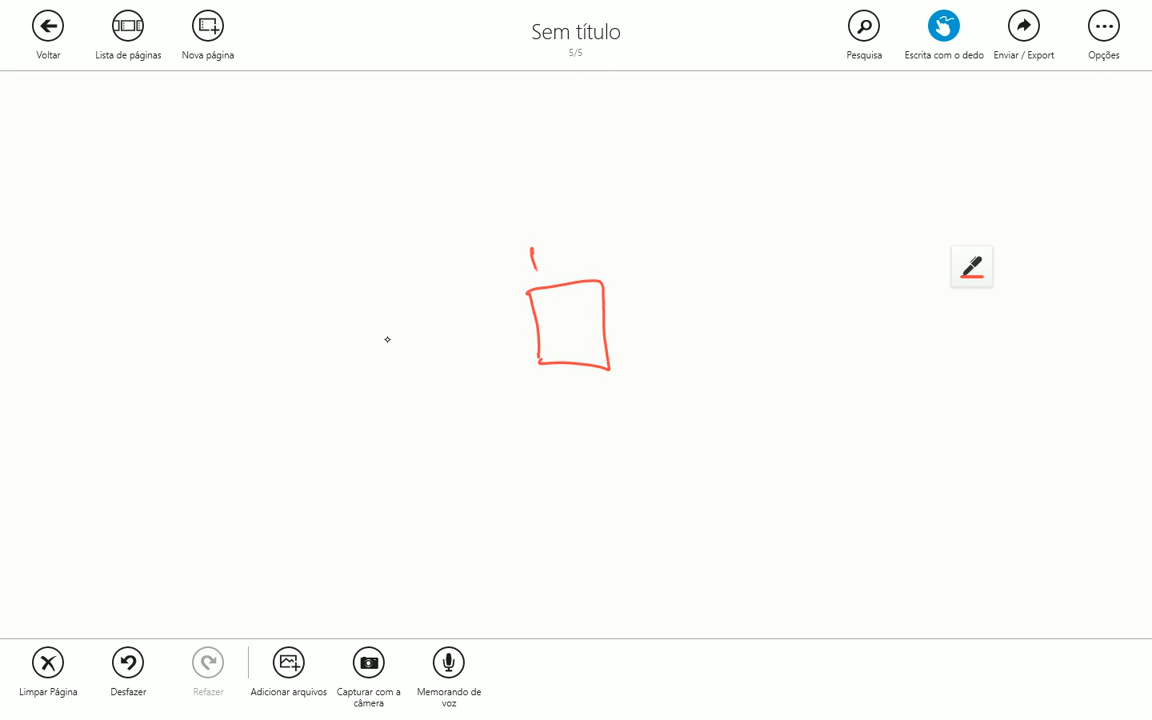 Sem título
5/5
Voltar
Lista de páginas
Nova página
Pesquisa
Escrita com o dedo
Enviar / Export
Opções
Limpar Página
Desfazer
Refazer
Adicionar arquivos
Capturar com a
câmera
Memorando de
voz